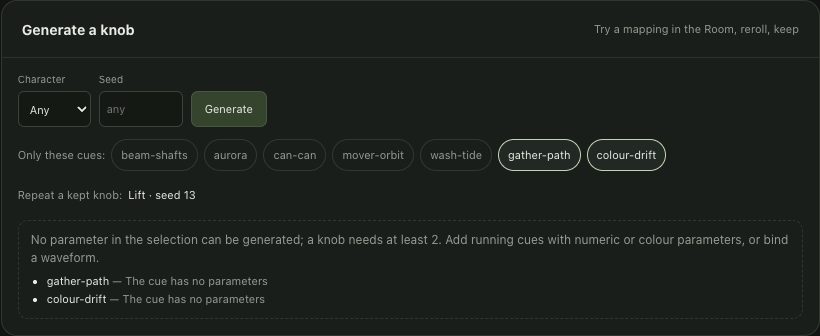 Generate a knob
Try a mapping in the Room, reroll, keep
Character
Seed
Any
any
Generate
Only these cues:
beam-shafts
aurora
can-can
mover-orbit
wash-tide
gather-path
colour-drift
Repeat a kept knob: Lift · seed 13
No parameter in the selection can be generated; a knob needs at least 2. Add running cues with numeric or colour parameters, or bind
a waveform.
• gather-path — The cue has no parameters
• colour-drift — The cue has no parameters